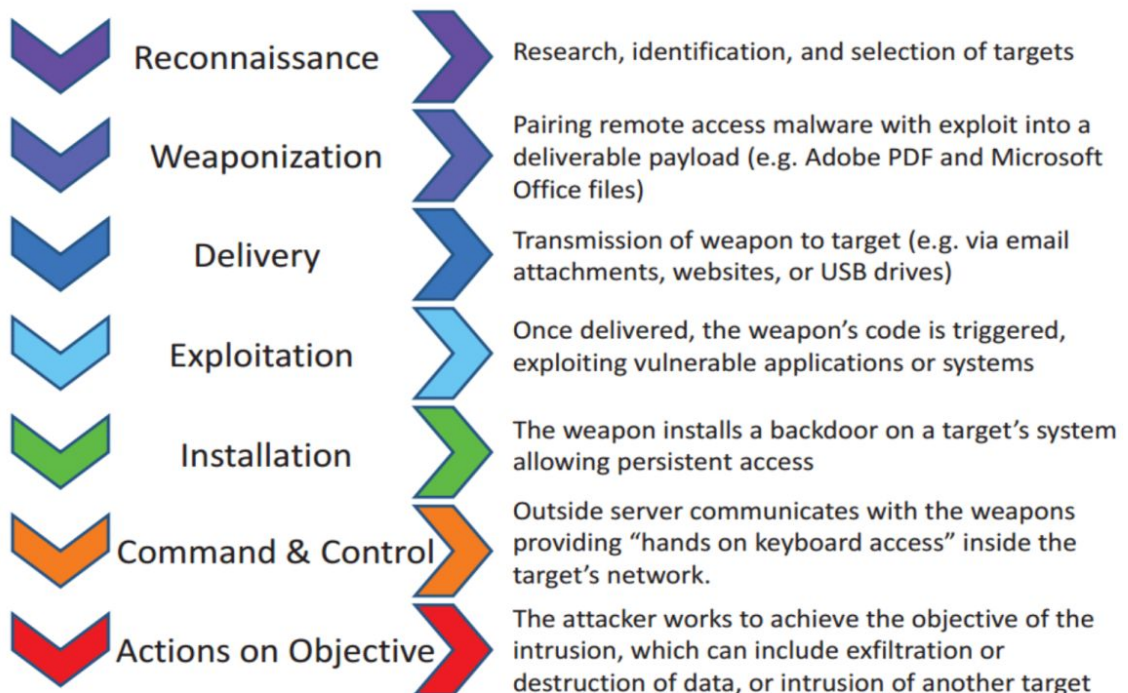 Reconnaissance
Research, identification, and selection of targets
Weaponization
Pairing remote access malware with exploit into a
deliverable payload (e.g. Adobe PDF and Microsoft
Office files)
Delivery
Transmission of weapon to target (e.g. via email
attachments, websites, or USB drives)
Exploitation
Once delivered, the weapon’s code is triggered,
exploiting vulnerable applications or systems
Installation
The weapon installs a backdoor on a target’s system
allowing persistent access
Command & Control
Outside server communicates with the weapons
providing “hands on keyboard access” inside the
target’s network.
Actions on Objective
The attacker works to achieve the objective of the
intrusion, which can include exfiltration or
destruction of data, or intrusion of another target